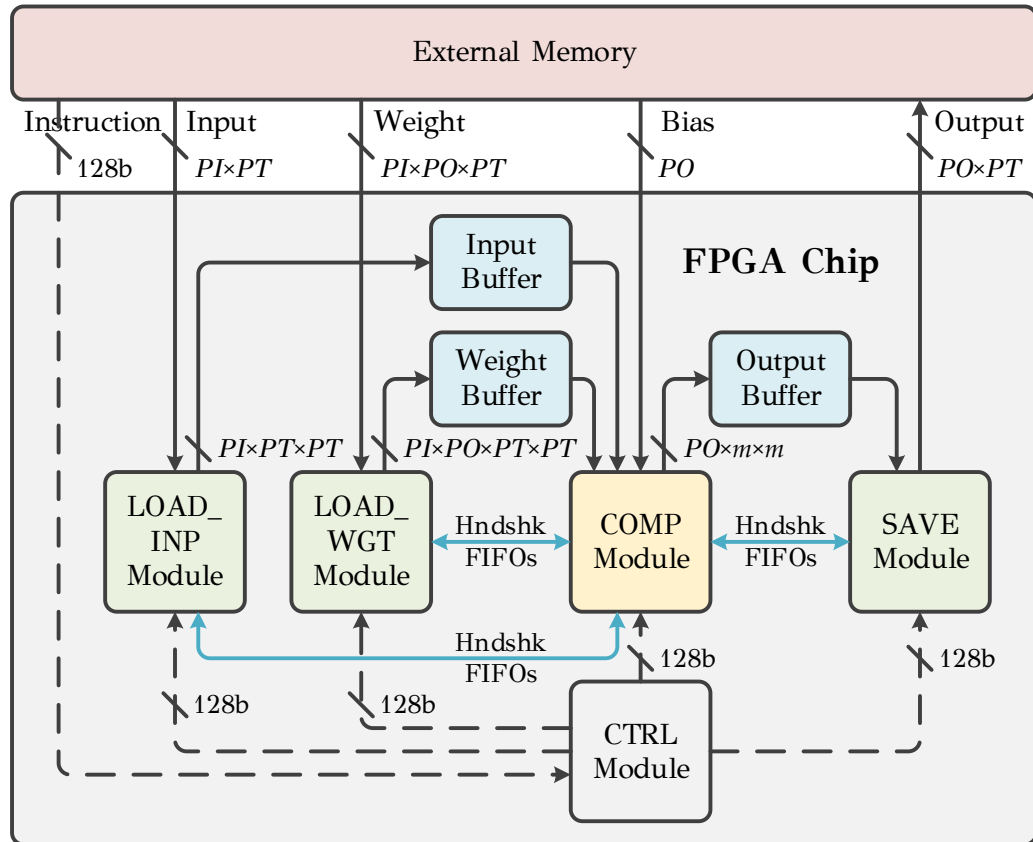 External Memory
Instruction
Input
Weight
Bias
Output
128b
PI×PT
PI×PO×PT
PO
PO×PT
Input
Buffer
FPGA Chip
Weight
Buffer
Output
Buffer
PI×PT×PT
PI×PO×PT×PT
PO×m×m
LOAD_
INP
Module
LOAD_
WGT
Module
Hndshk
FIFOs
COMP
Module
Hndshk
FIFOs
SAVE
Module
Hndshk
FIFOs
128b
128b
128b
128b
CTRL
Module